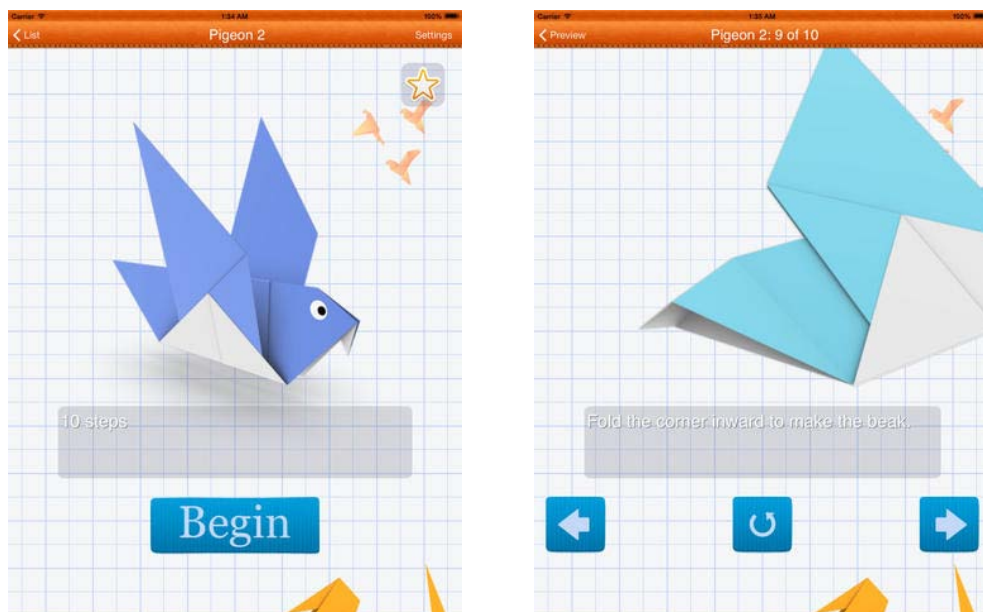 Carrier 1:34 AM 100%
List Pigeon 2 Settings
10 steps
Begin
Carrier 1:35 AM 100%
Preview Pigeon 2: 9 of 10
Fold the corner inward to make the beak.